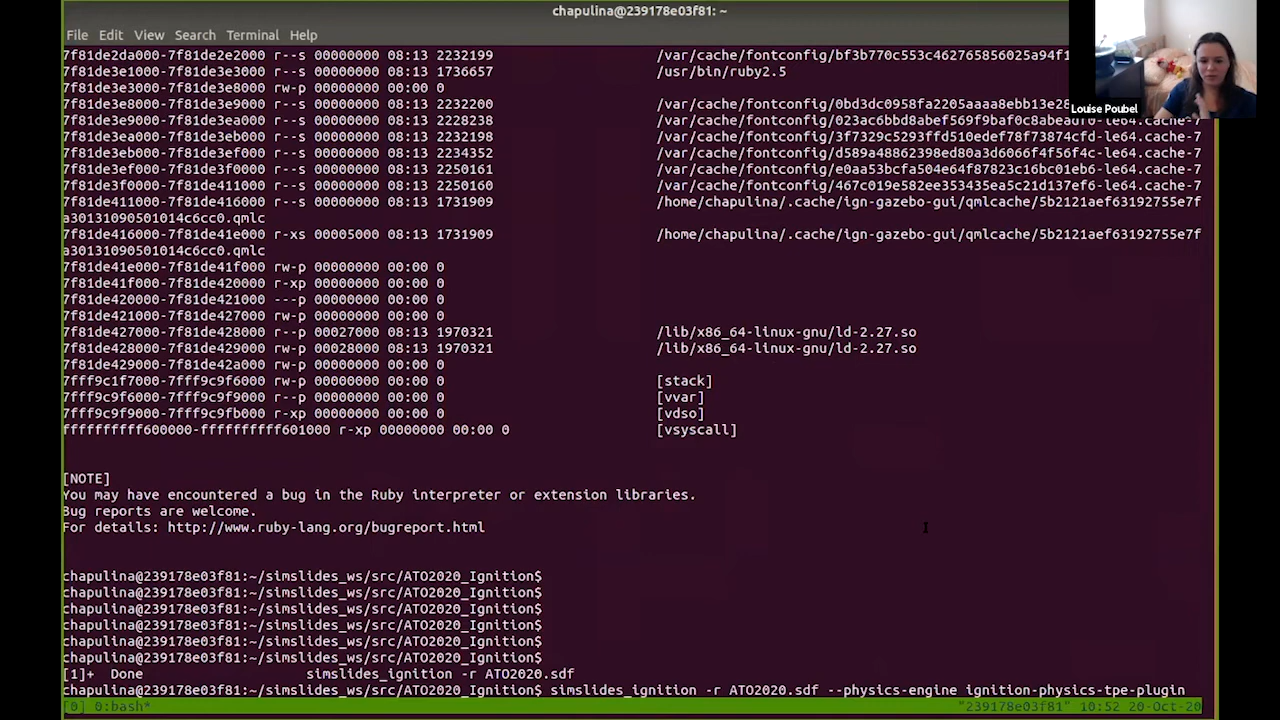 chapulina@239178e03f81: ~
File Edit View Search Terminal Help
7f81de2da000-7f81de2e2000 r--s 00000000 08:13 2232199 /var/cache/fontconfig/bf3b770c553c462765856025a94f1
7f81de3e1000-7f81de3e3000 r--s 00000000 08:13 1736657 /usr/bin/ruby2.5
7f81de3e3000-7f81de3e8000 rw-p 00000000 00:00 0
7f81de3e8000-7f81de3e9000 r--s 00000000 08:13 2232200 /var/cache/fontconfig/0bd3dc0958fa2205aaaa8ebb13e28
7f81de3e9000-7f81de3ea000 r--s 00000000 08:13 2228238 /var/cache/fontconfig/023ac6bbd8abef569f9baf0c8abeadf0-le64.cache-7
7f81de3ea000-7f81de3eb000 r--s 00000000 08:13 2232198 /var/cache/fontconfig/3f7329c5293ffd510edef78f73874cfd-le64.cache-7
7f81de3eb000-7f81de3ef000 r--s 00000000 08:13 2234352 /var/cache/fontconfig/d589a48862398ed80a3d6066f4f56f4c-le64.cache-7
7f81de3ef000-7f81de3f0000 r--s 00000000 08:13 2250161 /var/cache/fontconfig/e0aa53bcfa504e64f87823c16bc01eb6-le64.cache-7
7f81de3f0000-7f81de411000 r--s 00000000 08:13 2250160 /var/cache/fontconfig/467c019e582ee353435ea5c21d137ef6-le64.cache-7
7f81de411000-7f81de416000 r--s 00000000 08:13 1731909 /home/chapulina/.cache/ign-gazebo-gui/qmlcache/5b2121aef63192755e7f
a30131090501014c6cc0.qmlc
7f81de416000-7f81de41e000 r-xs 00005000 08:13 1731909 /home/chapulina/.cache/ign-gazebo-gui/qmlcache/5b2121aef63192755e7f
a30131090501014c6cc0.qmlc
7f81de41e000-7f81de41f000 rw-p 00000000 00:00 0
7f81de41f000-7f81de420000 r-xp 00000000 00:00 0
7f81de420000-7f81de421000 ---p 00000000 00:00 0
7f81de421000-7f81de427000 rw-p 00000000 00:00 0
7f81de427000-7f81de428000 r--p 00027000 08:13 1970321 /lib/x86_64-linux-gnu/ld-2.27.so
7f81de428000-7f81de429000 rw-p 00028000 08:13 1970321 /lib/x86_64-linux-gnu/ld-2.27.so
7f81de429000-7f81de42a000 rw-p 00000000 00:00 0
7fff9c1f7000-7fff9c9f6000 rw-p 00000000 00:00 0 [stack]
7fff9c9f6000-7fff9c9f9000 r--p 00000000 00:00 0 [vvar]
7fff9c9f9000-7fff9c9fb000 r-xp 00000000 00:00 0 [vdso]
ffffffffff600000-ffffffffff601000 r-xp 00000000 00:00 0 [vsyscall]
[NOTE]
You may have encountered a bug in the Ruby interpreter or extension libraries.
Bug reports are welcome.
For details: http://www.ruby-lang.org/bugreport.html
chapulina@239178e03f81:~/simslides_ws/src/ATO2020_Ignition$
chapulina@239178e03f81:~/simslides_ws/src/ATO2020_Ignition$
chapulina@239178e03f81:~/simslides_ws/src/ATO2020_Ignition$
chapulina@239178e03f81:~/simslides_ws/src/ATO2020_Ignition$
chapulina@239178e03f81:~/simslides_ws/src/ATO2020_Ignition$
chapulina@239178e03f81:~/simslides_ws/src/ATO2020_Ignition$
[1]+ Done simslides_ignition -r ATO2020.sdf
chapulina@239178e03f81:~/simslides_ws/src/ATO2020_Ignition$ simslides_ignition -r ATO2020.sdf --physics-engine ignition-physics-tpe-plugin
[0] 0:bash* "239178e03f81" 10:52 20-Oct-20
Louise Poubel